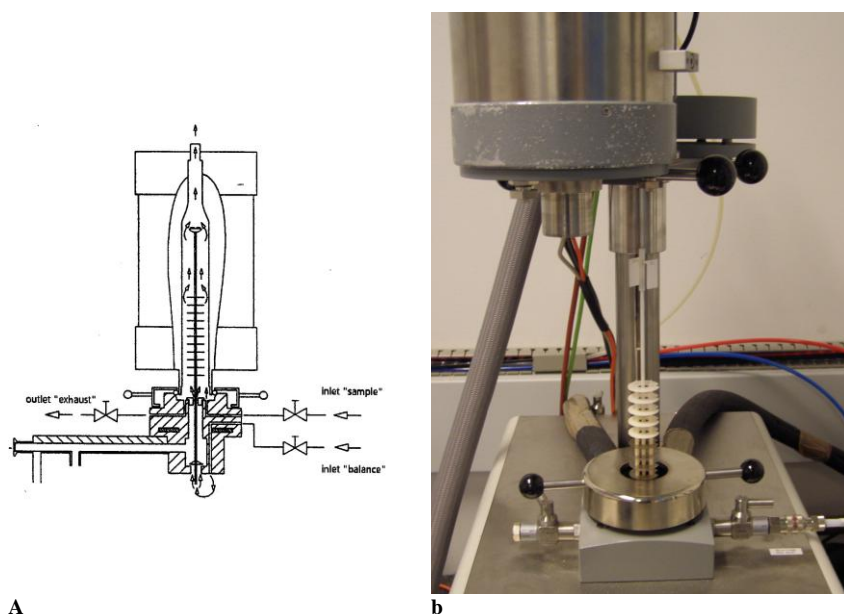 outlet "exhaust"
inlet "sample"
inlet "balance"
A
b